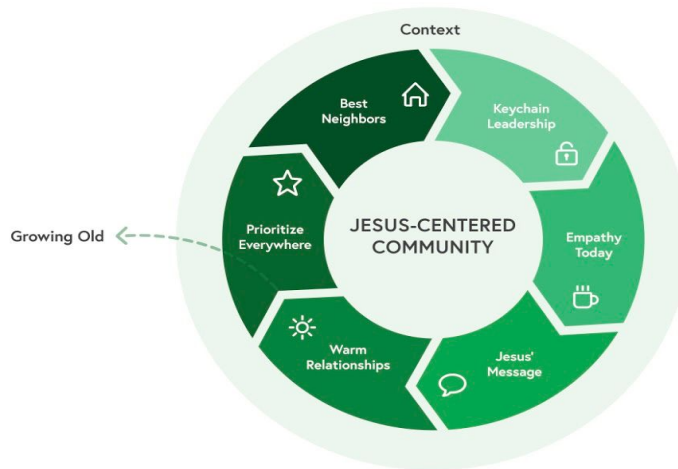 Context
Best
Neighbors
Keychain
Leadership
Prioritize
Everywhere
JESUS-CENTERED
COMMUNITY
Empathy
Today
Growing Old
Warm
Relationships
Jesus'
Message